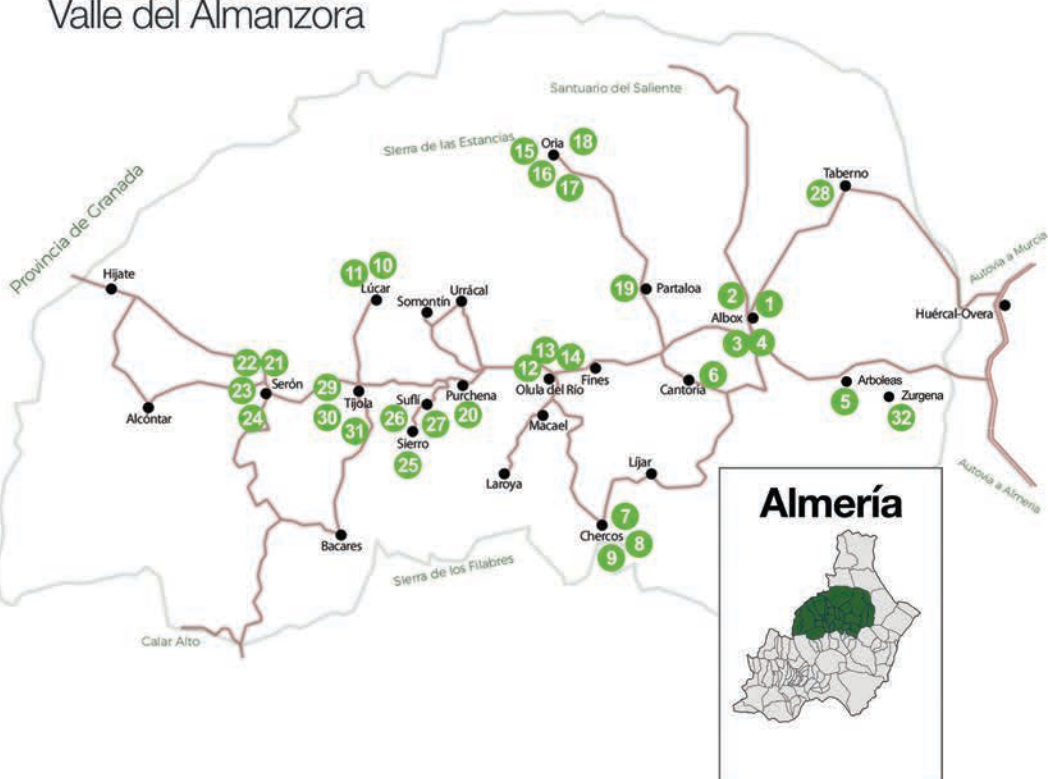 Valle del Almanzora
Santuario del Saliente
Sierra de las Estancias
15
Oria
18
16
17
Taberno
28
Provincia de Granada
Autovía a Murcia
Hijate
11
10
Lúcar
Somontín
Urrácal
19
Partaloa
2
1
Albox
3
4
Huércal-Overa
22
21
23
Serón
24
Alcóntar
29
Tíjola
30
31
Suflí
26
27
Sierro
25
Purchena
20
13
14
12
Olula del Río
Fines
Macael
Cantoria
6
Arboleas
5
Zurgena
32
Laroya
Líjar
Autovía a Almería
7
Chercos
8
9
Bacares
Sierra de los Filabres
Calar Alto
Almería